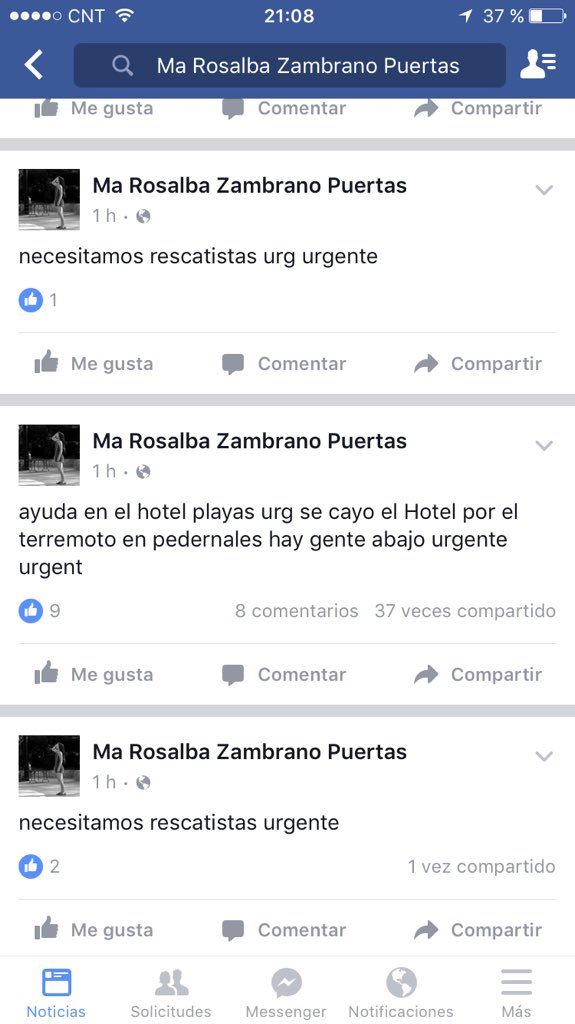 CNT 21:08 37 %
Ma Rosalba Zambrano Puertas
Me gusta Comentar Compartir
Ma Rosalba Zambrano Puertas
1 h
necesitamos rescatistas urg urgente
1
Me gusta Comentar Compartir
Ma Rosalba Zambrano Puertas
1 h
ayuda en el hotel playas urg se cayo el Hotel por el
terremoto en pedernales hay gente abajo urgente
urgent
9 8 comentarios 37 veces compartido
Me gusta Comentar Compartir
Ma Rosalba Zambrano Puertas
1 h
necesitamos rescatistas urgente
2 1 vez compartido
Me gusta Comentar Compartir
Noticias Solicitudes Messenger Notificaciones Más